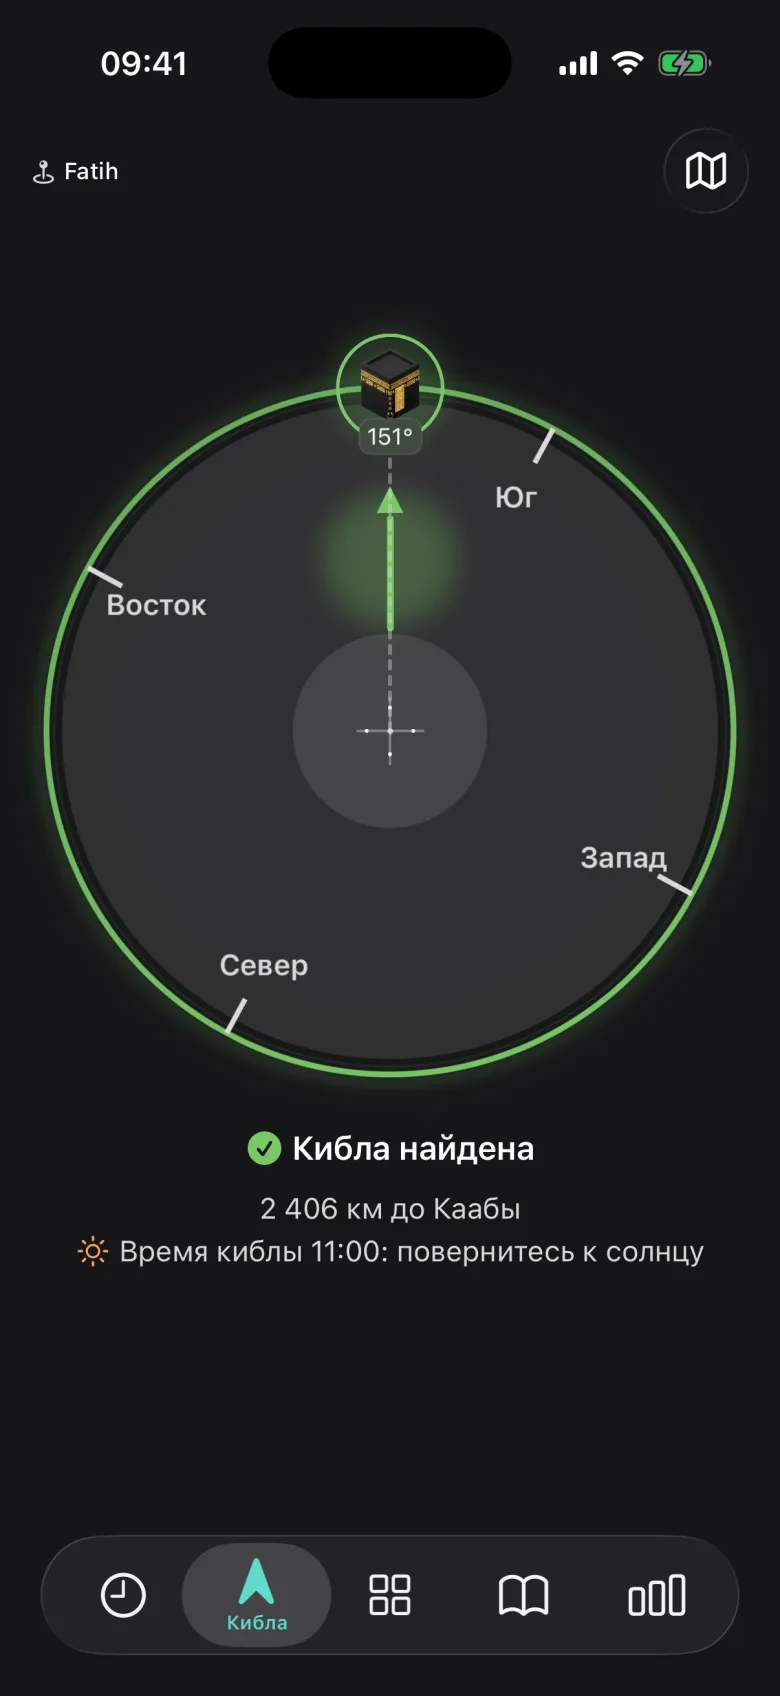 09:41
Fatih
151°
Юг
Восток
Запад
Север
Кибла найдена
2 406 км до Каабы
Время киблы 11:00: повернитесь к солнцу
Кибла